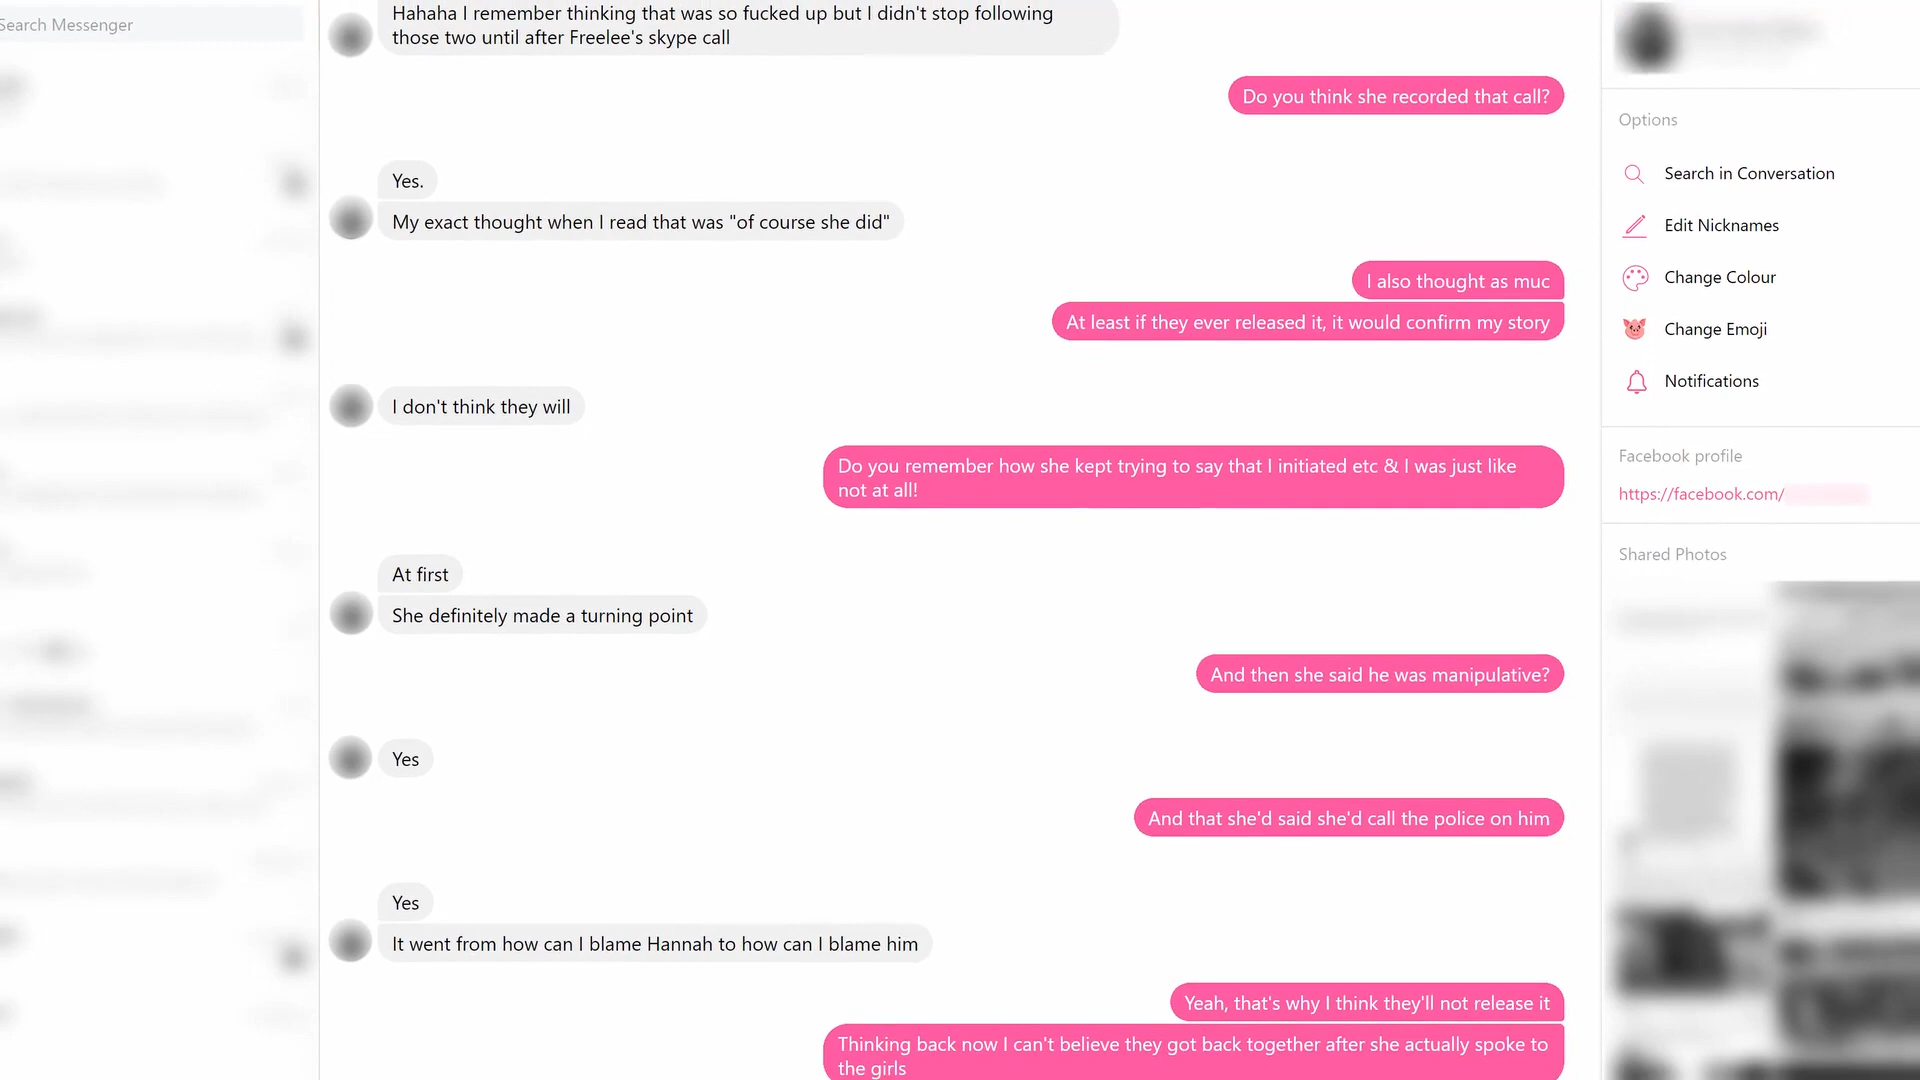 Search Messenger
Hahaha I remember thinking that was so fucked up but I didn't stop following
those two until after Freelee's skype call
Do you think she recorded that call?
Yes.
My exact thought when I read that was "of course she did"
I also thought as muc
At least if they ever released it, it would confirm my story
I don't think they will
Do you remember how she kept trying to say that I initiated etc & I was just like
not at all!
At first
She definitely made a turning point
And then she said he was manipulative?
Yes
And that she'd said she'd call the police on him
Yes
It went from how can I blame Hannah to how can I blame him
Yeah, that's why I think they'll not release it
Thinking back now I can't believe they got back together after she actually spoke to
the girls
Options
Search in Conversation
Edit Nicknames
Change Colour
Change Emoji
Notifications
Facebook profile
https://facebook.com/
Shared Photos